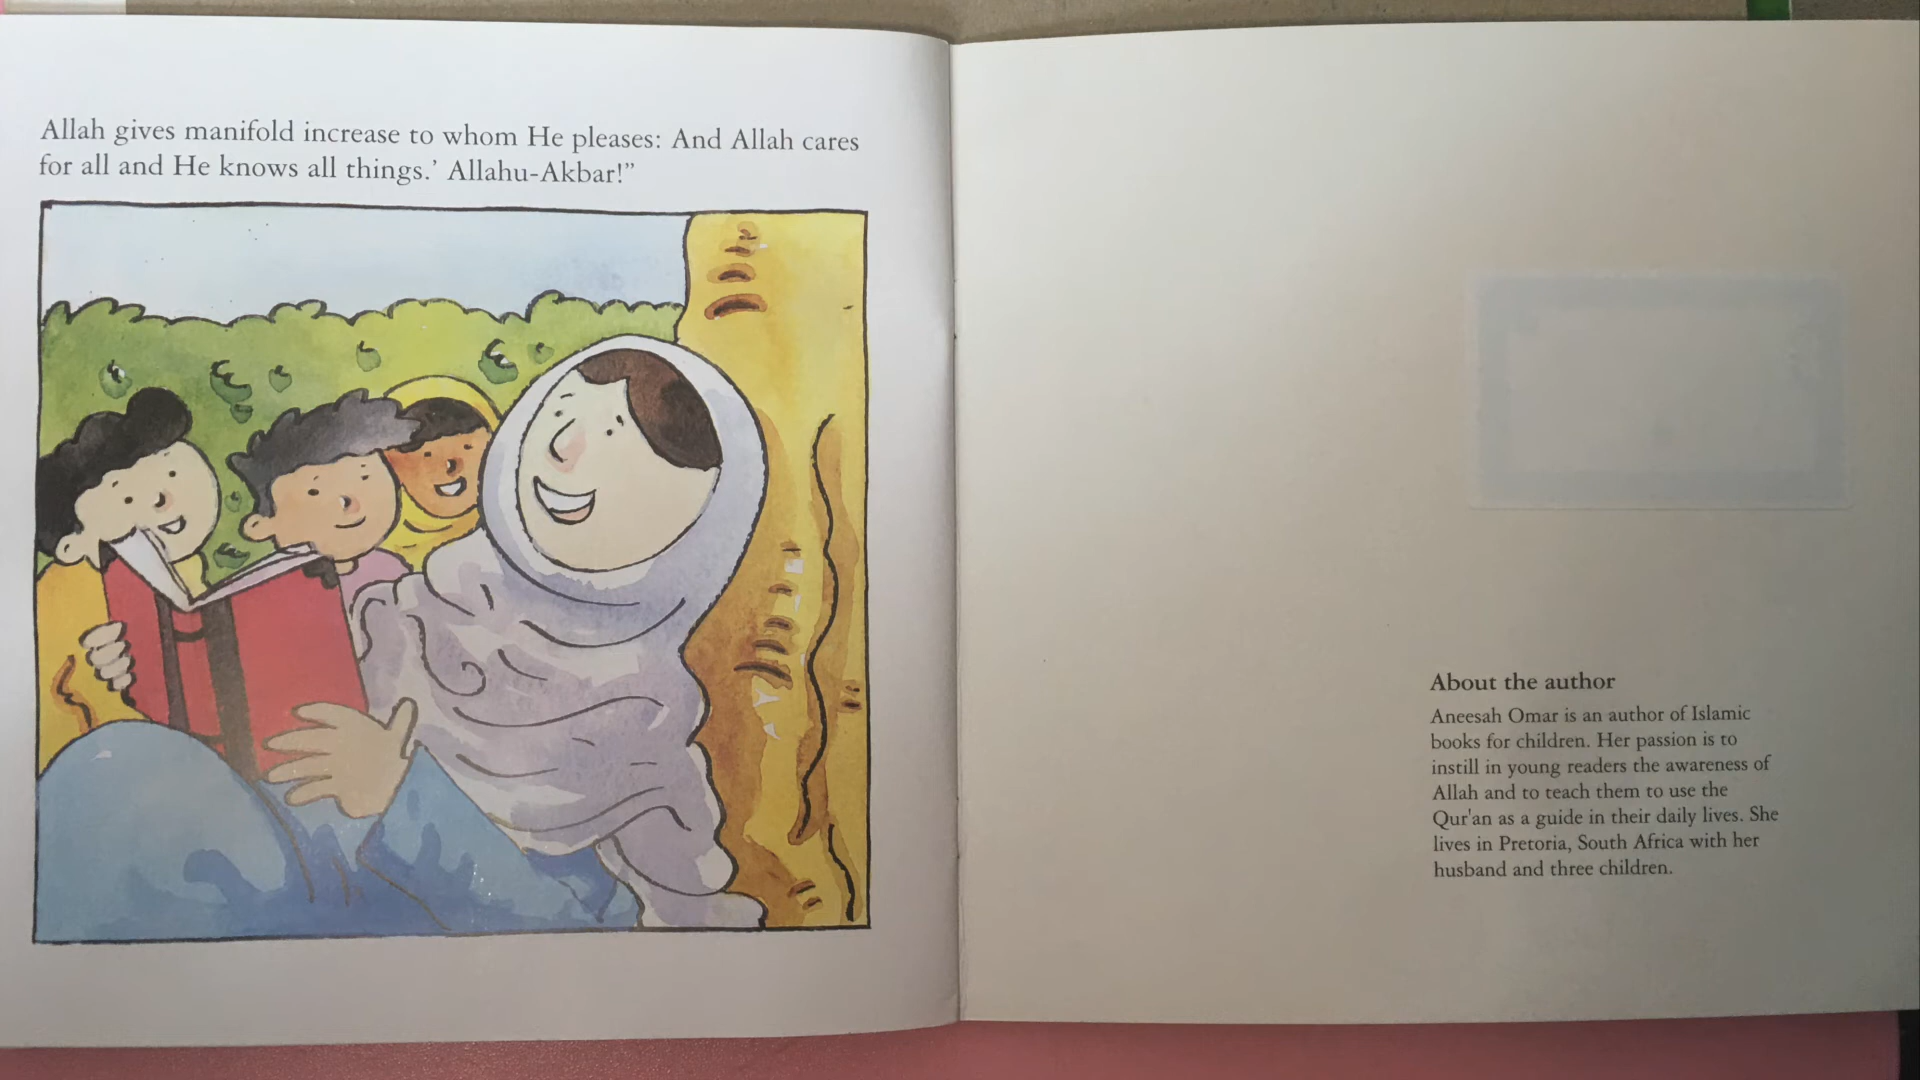 Allah gives manifold increase to whom He pleases: And Allah cares
for all and He knows all things.’ Allahu-Akbar!”
About the author
Aneesah Omar is an author of Islamic
books for children. Her passion is to
instill in young readers the awareness of
Allah and to teach them to use the
Qur'an as a guide in their daily lives. She
lives in Pretoria, South Africa with her
husband and three children.